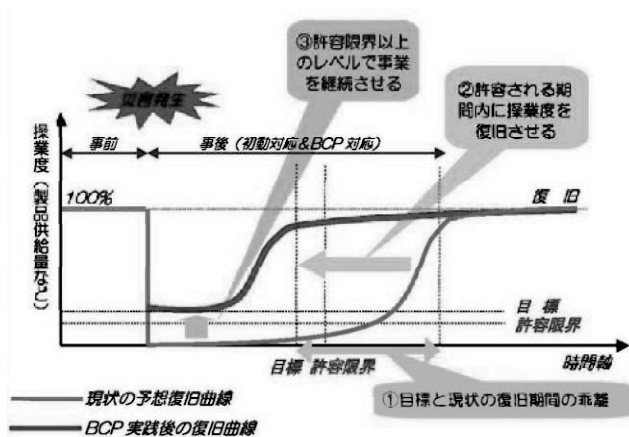 ③許容限界以上
のレベルで事業
を継続させる
災害発生
②許容される期
間内に操業度を
復旧させる
操業度（製品供給量など）
事前
事後（初動対応&BCP対応）
100%
復旧
目標
許容限界
目標 許容限界
時間軸
①目標と現状の復旧期間の乖離
現状の予想復旧曲線
BCP実践後の復旧曲線